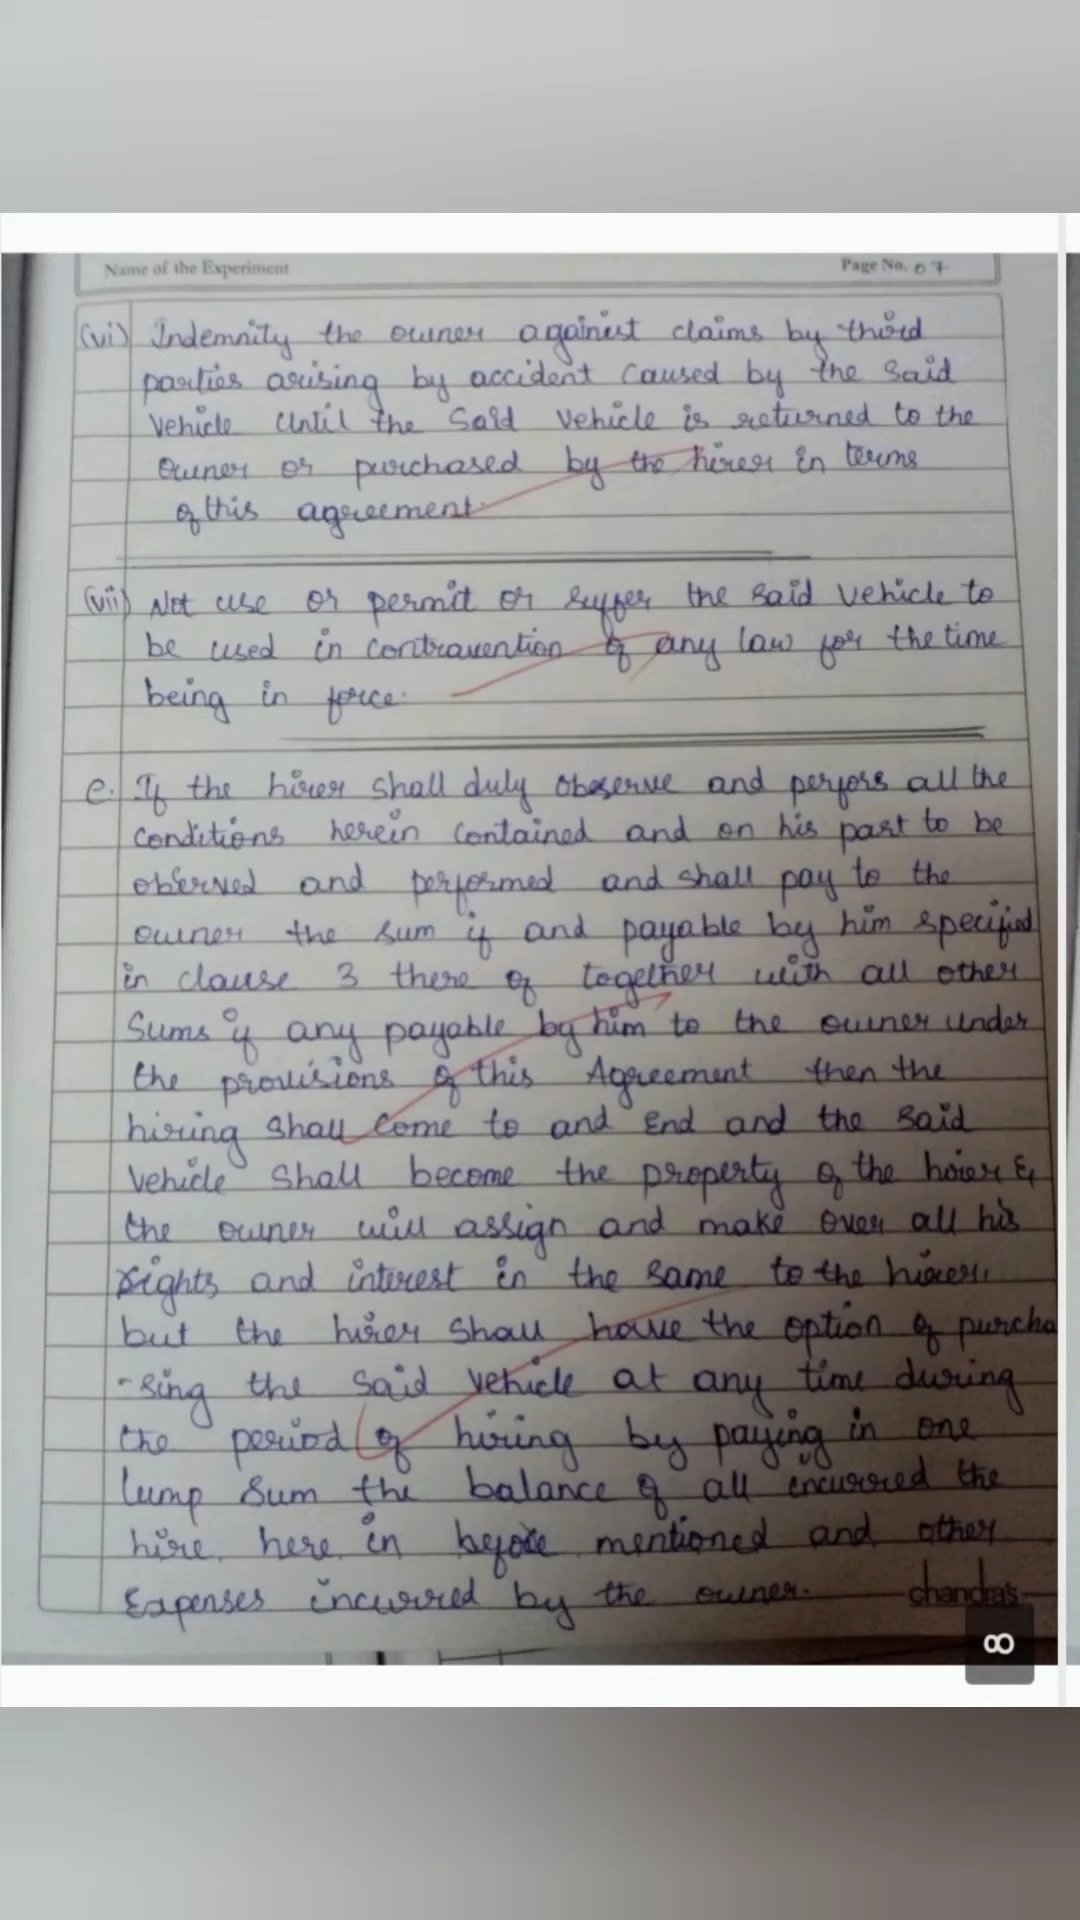 Name of the Experiment
Page No. 07
(vi) Indemnity the owner against claims by third
parties arising by accident caused by the said
vehicle until the said vehicle is returned to the
owner or purchased by the hirer in terms
of this agreement.
(vii) Not use or permit or suffer the said vehicle to
be used in contravention of any law for the time
being in force.
e. If the hirer shall duly observe and perfors all the
conditions herein contained and on his part to be
observed and performed and shall pay to the
owner the sum if and payable by him specified
in clause 3 there of together with all other
sums if any payable by him to the owner under
the provisions of this Agreement then the
hiring shall come to and End and the said
vehicle shall become the property of the hoier &
the owner will assign and make over all his
rights and interest in the same to the hirer,
but the hirer shall have the option of purcha
-sing the said vehicle at any time during
the period of hiring by paying in one
lump sum the balance of all incurred the
hire, here in before mentioned and other
Expenses incurred by the owner.
chandras
8